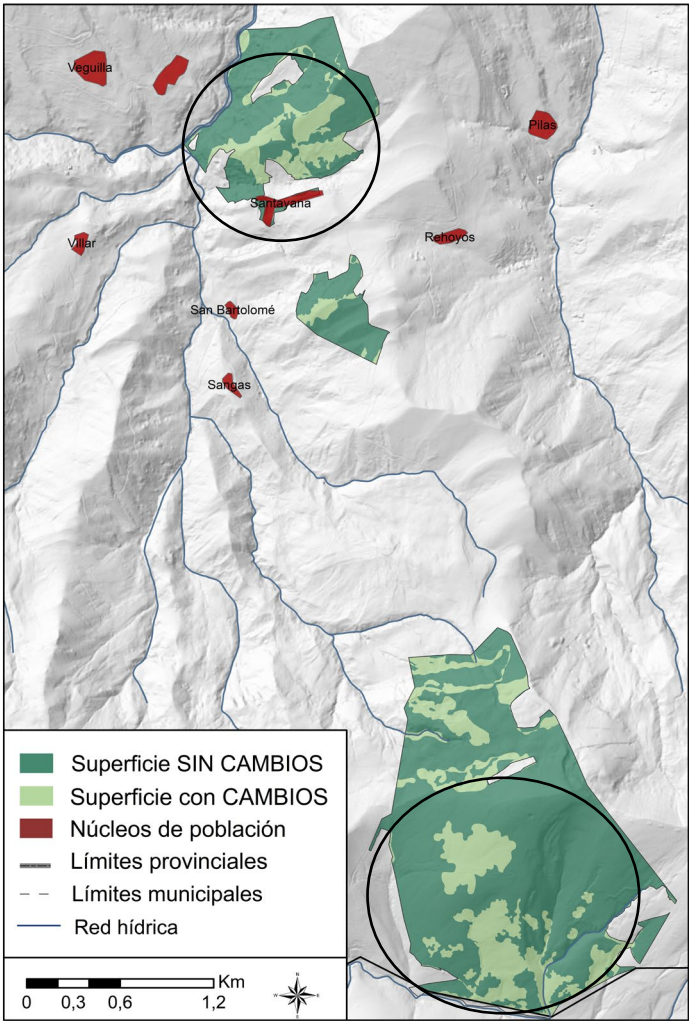 Veguilla
Pilas
Santayana
Villar
Rehoyos
San Bartolomé
Sangas
Superficie SIN CAMBIOS
Superficie con CAMBIOS
Núcleos de población
Límites provinciales
Límites municipales
Red hídrica
Km
0 0,3 0,6 1,2
N
W E
S